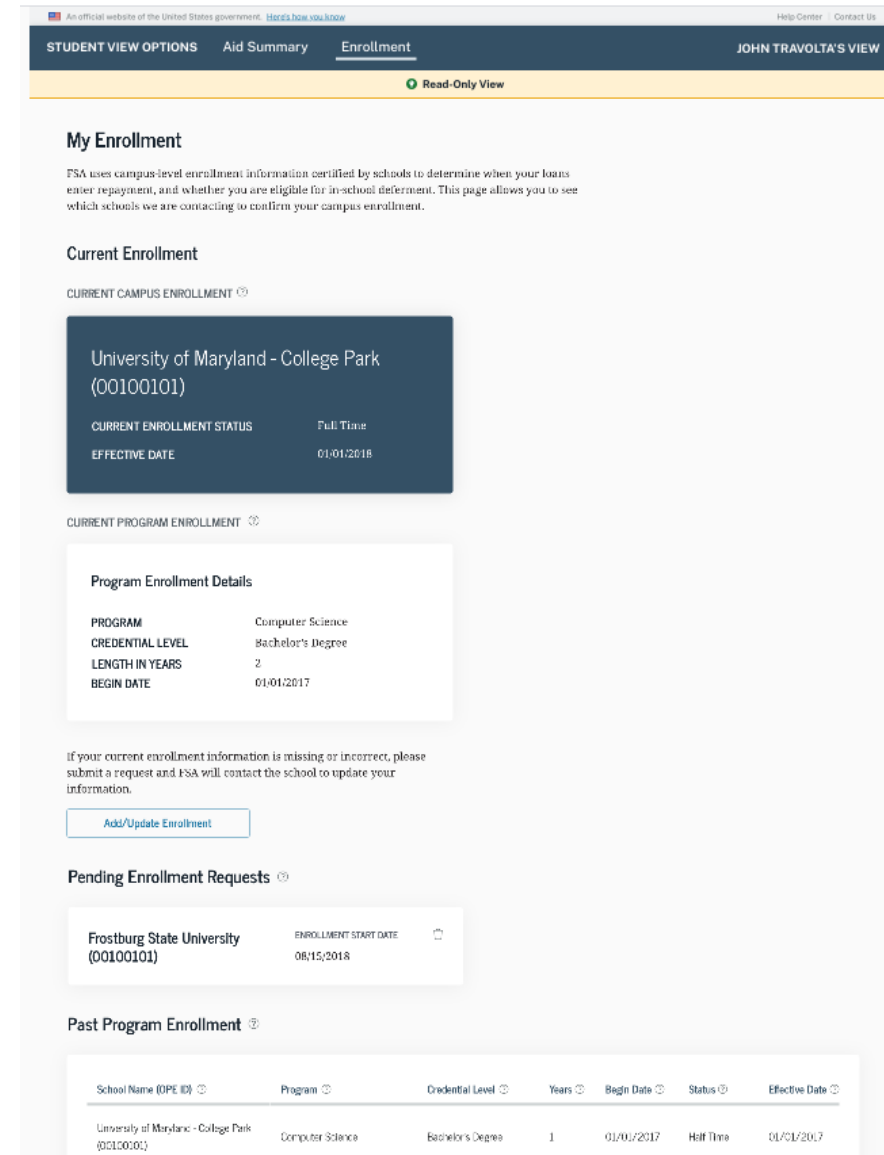 An official website of the United States government. Here's how you know
Help Center | Contact Us
STUDENT VIEW OPTIONS Aid Summary Enrollment JOHN TRAVOLTA'S VIEW
Read-Only View
My Enrollment
FSA uses campus-level enrollment information certified by schools to determine when your loans
enter repayment, and whether you are eligible for in-school deferment. This page allows you to see
which schools we are contacting to confirm your campus enrollment.
Current Enrollment
CURRENT CAMPUS ENROLLMENT
University of Maryland - College Park
(00100101)
CURRENT ENROLLMENT STATUS Full Time
EFFECTIVE DATE 01/01/2018
CURRENT PROGRAM ENROLLMENT
Program Enrollment Details
PROGRAM Computer Science
CREDENTIAL LEVEL Bachelor's Degree
LENGTH IN YEARS 2
BEGIN DATE 01/01/2017
If your current enrollment information is missing or incorrect, please
submit a request and FSA will contact the school to update your
information.
Add/Update Enrollment
Pending Enrollment Requests
Frostburg State University
(00100101)
ENROLLMENT START DATE
08/15/2018
Past Program Enrollment
School Name (OPE ID) Program Credential Level Years Begin Date Status Effective Date
University of Maryland - College Park
(00100101)
Computer Science Bachelor's Degree 1 01/01/2017 Half Time 01/01/2017